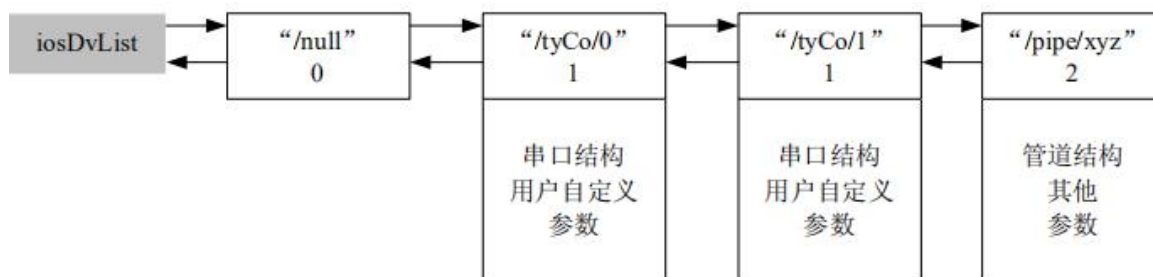 iosDvList
“/null”
0
“/tyCo/0”
1
串口结构
用户自定义
参数
“/tyCo/1”
1
串口结构
用户自定义
参数
“/pipe/xyz”
2
管道结构
其他
参数